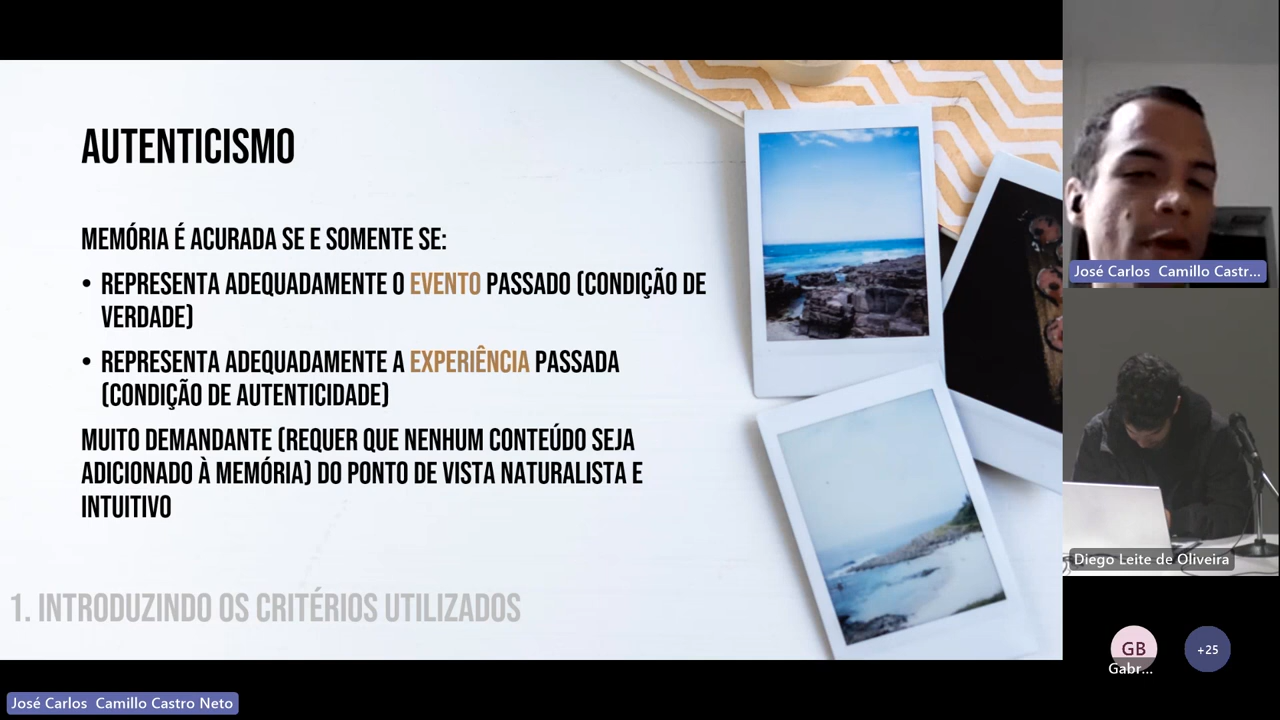 AUTENTICISMO
MEMÓRIA É ACURADA SE E SOMENTE SE:
• REPRESENTA ADEQUADAMENTE O EVENTO PASSADO (CONDIÇÃO DE
VERDADE)
• REPRESENTA ADEQUADAMENTE A EXPERIÊNCIA PASSADA
(CONDIÇÃO DE AUTENTICIDADE)
MUITO DEMANDANTE (REQUER QUE NENHUM CONTEÚDO SEJA
ADICIONADO À MEMÓRIA) DO PONTO DE VISTA NATURALISTA E
INTUITIVO
1. INTRODUZINDO OS CRITÉRIOS UTILIZADOS
José Carlos Camillo Castro Neto
José Carlos Camillo Castr...
Diego Leite de Oliveira
GB
Gabr...
+25